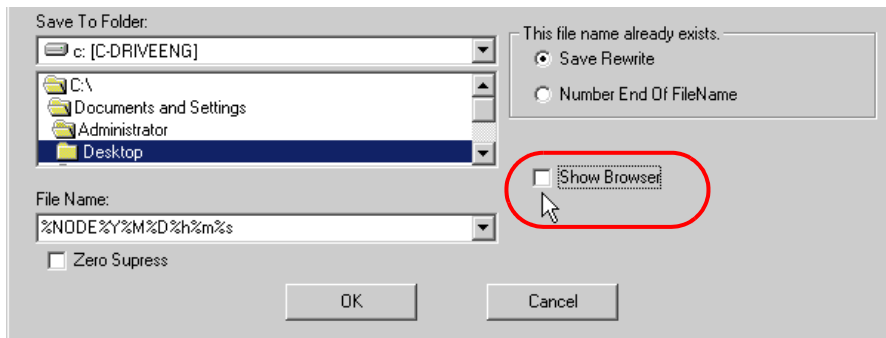 Save To Folder:
c: [C-DRIVEENG]
C:\
Documents and Settings
Administrator
Desktop
File Name:
%NODE%Y%M%D%h%m%s
Zero Supress
This file name already exists.
Save Rewrite
Number End Of FileName
Show Browser
OK
Cancel